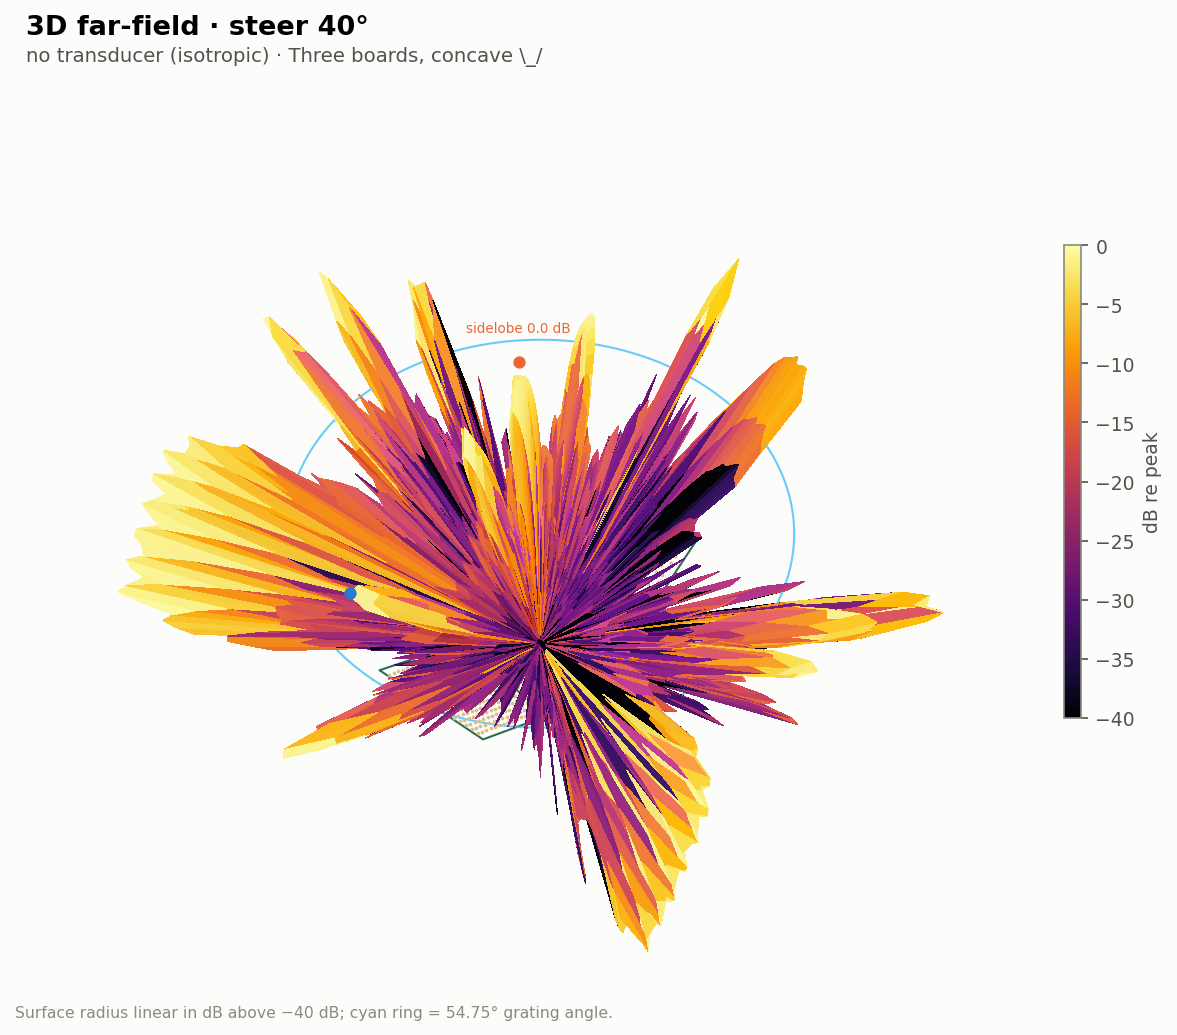 3D far-field · steer 40°
no transducer (isotropic) · Three boards, concave \_/
sidelobe 0.0 dB
0
−5
−10
−15
−20
−25
−30
−35
−40
dB re peak
Surface radius linear in dB above −40 dB; cyan ring = 54.75° grating angle.